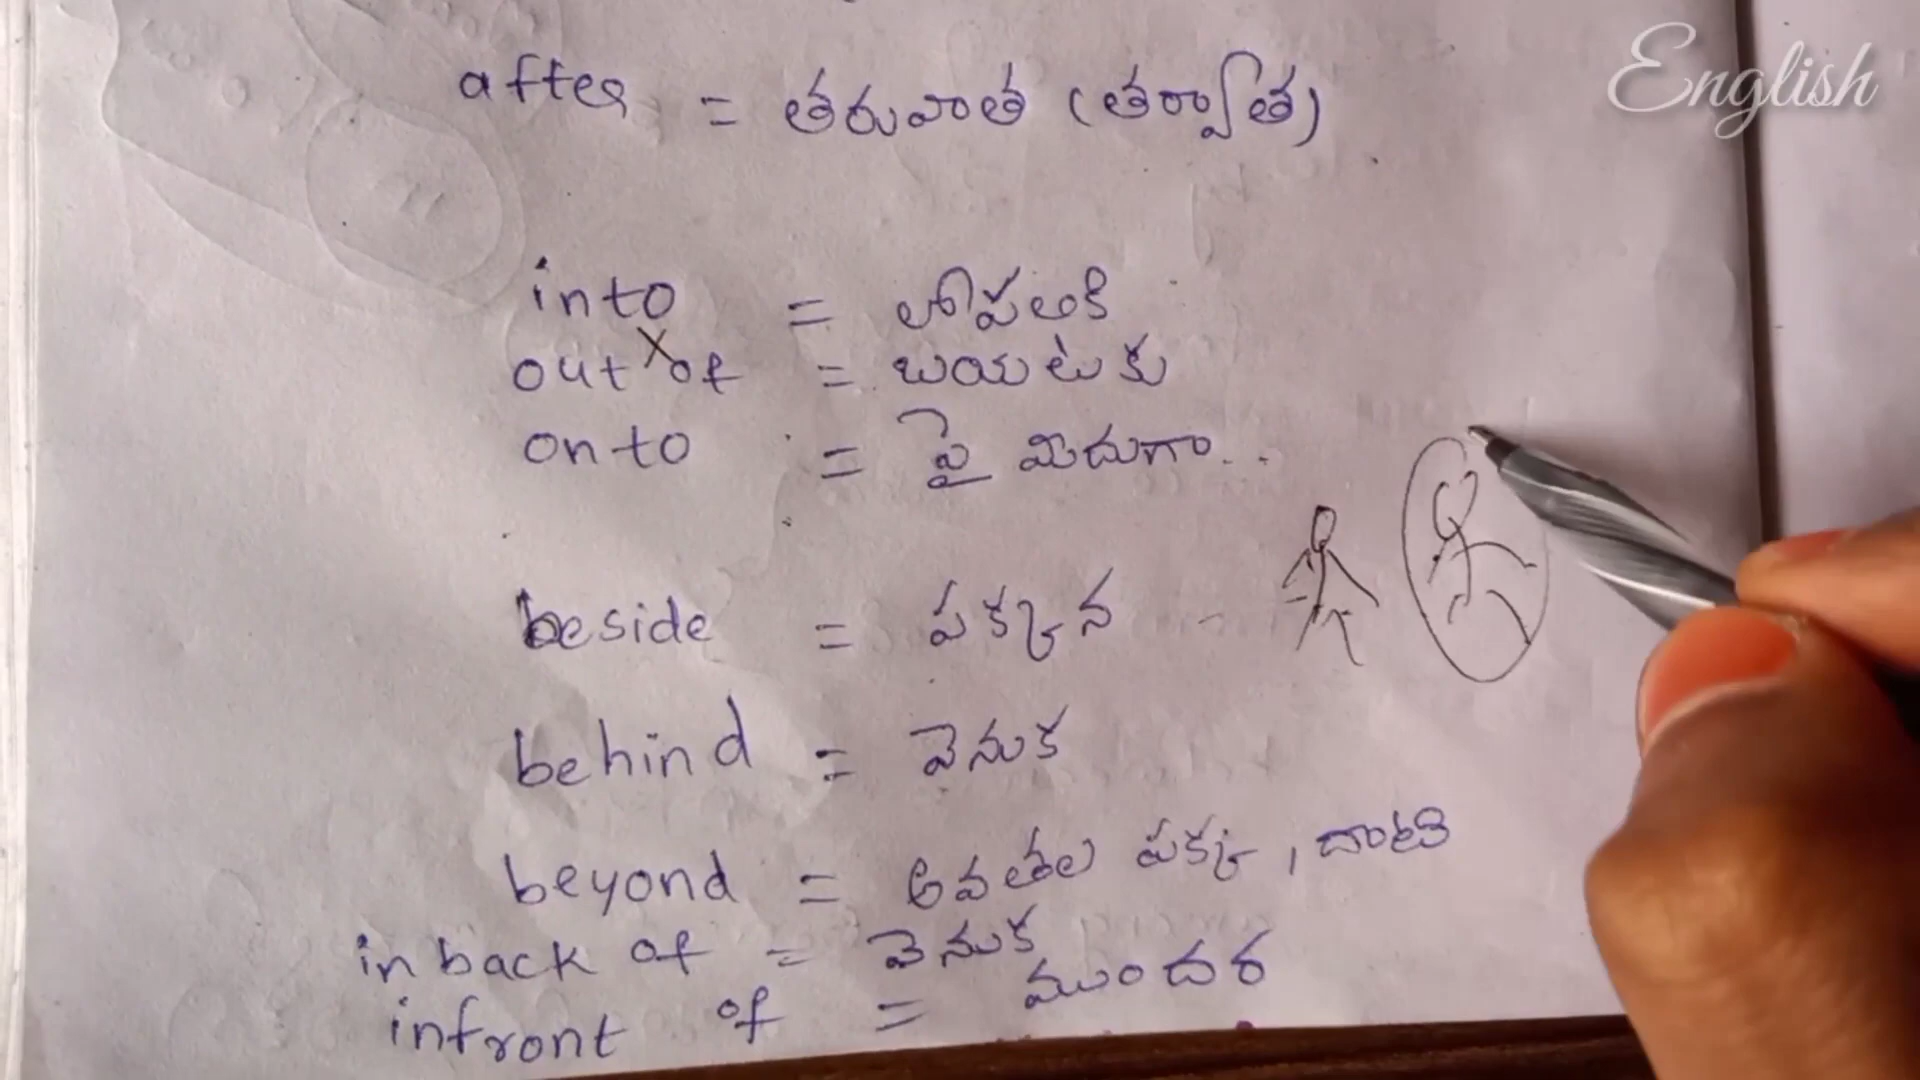 English
after = తరువాత (తర్వాత)
into = లోపలకి
out of = బయటకు
onto = పై మీదుగా..
beside = పక్కన
behind = వెనుక
beyond = అవతల పక్క, దాటి
in back of = వెనుక
infront of = ముందర